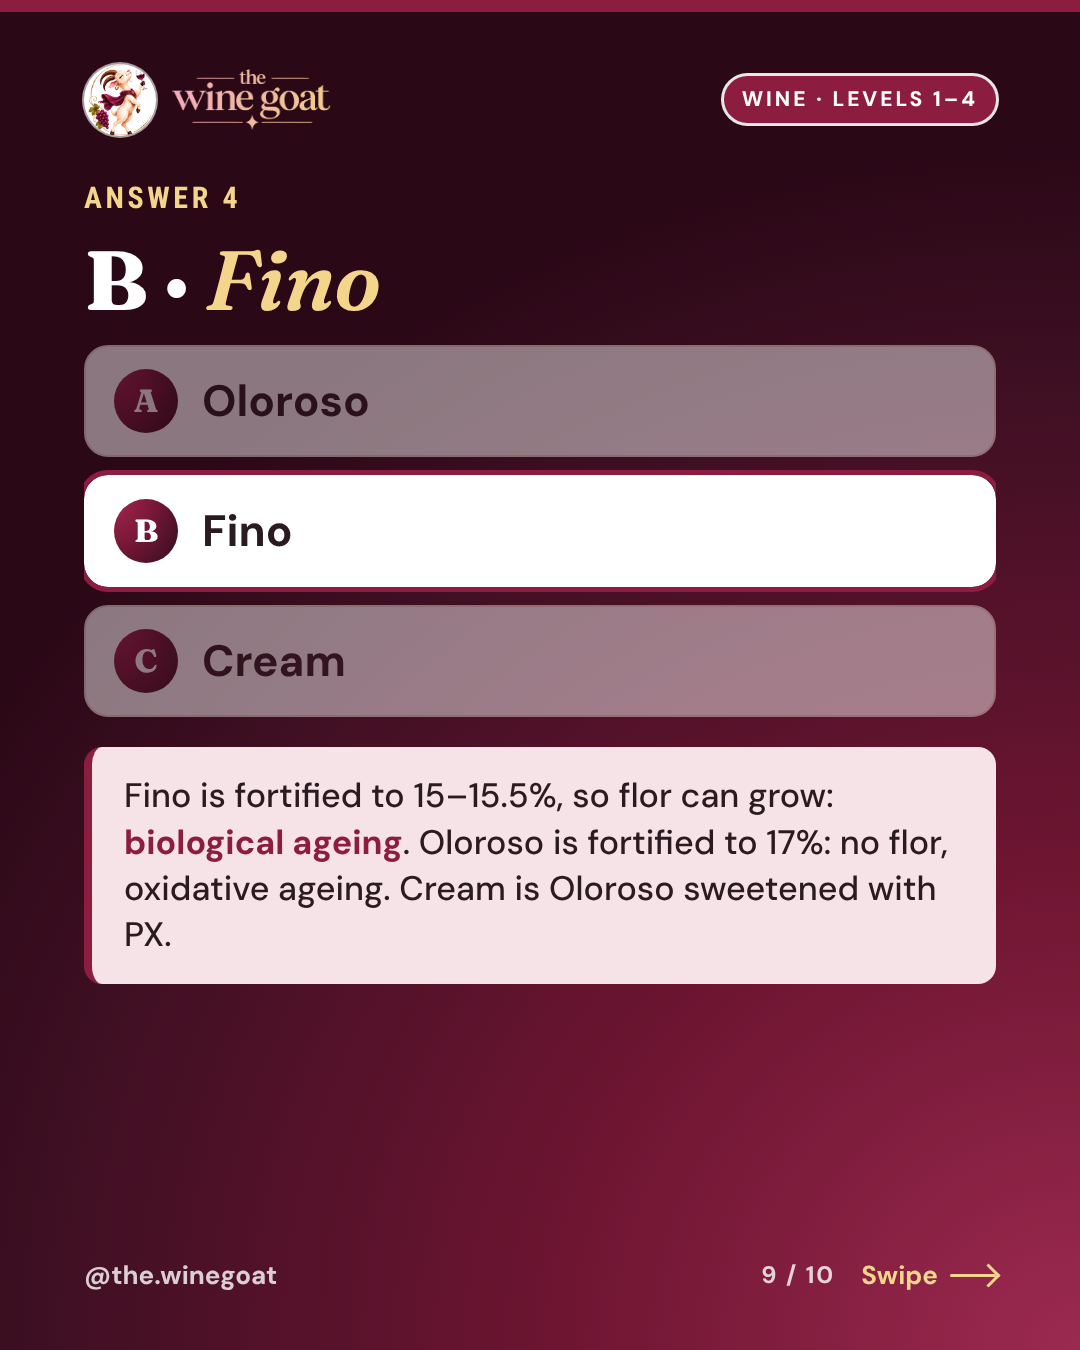 the
wine goat
WINE · LEVELS 1–4
ANSWER 4
B · Fino
A Oloroso
B Fino
C Cream
Fino is fortified to 15–15.5%, so flor can grow:
biological ageing. Oloroso is fortified to 17%: no flor,
oxidative ageing. Cream is Oloroso sweetened with
PX.
@the.winegoat
9 / 10 Swipe